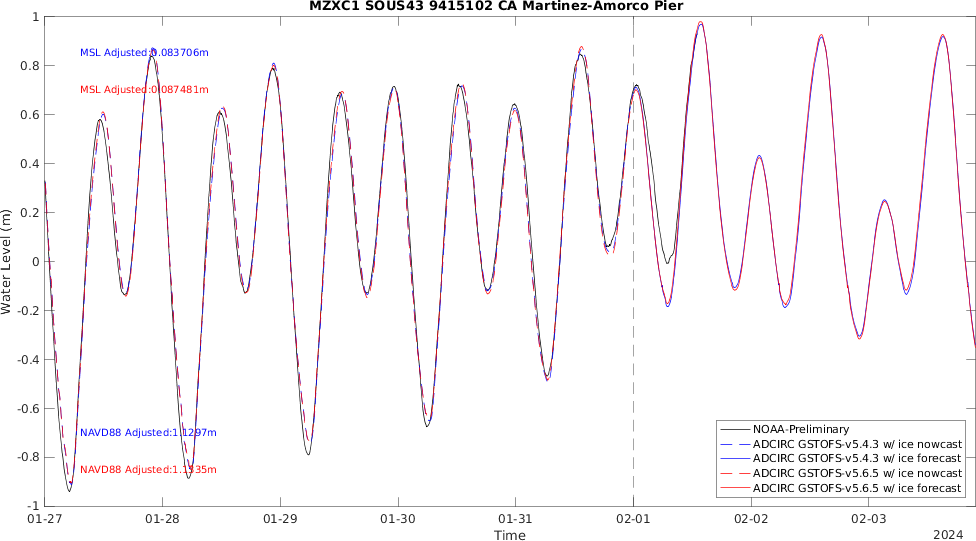 MZXC1 SOUS43 9415102 CA Martinez-Amorco Pier
1
0.8
0.6
0.4
0.2
0
-0.2
-0.4
-0.6
-0.8
-1
Water Level (m)
MSL Adjusted:0.083706m
MSL Adjusted:0.087481m
NAVD88 Adjusted:1.1297m
NAVD88 Adjusted:1.1335m
NOAA-Preliminary
ADCIRC GSTOFS-v5.4.3 w/ ice nowcast
ADCIRC GSTOFS-v5.4.3 w/ ice forecast
ADCIRC GSTOFS-v5.6.5 w/ ice nowcast
ADCIRC GSTOFS-v5.6.5 w/ ice forecast
01-27 01-28 01-29 01-30 01-31 02-01 02-02 02-03
Time
2024